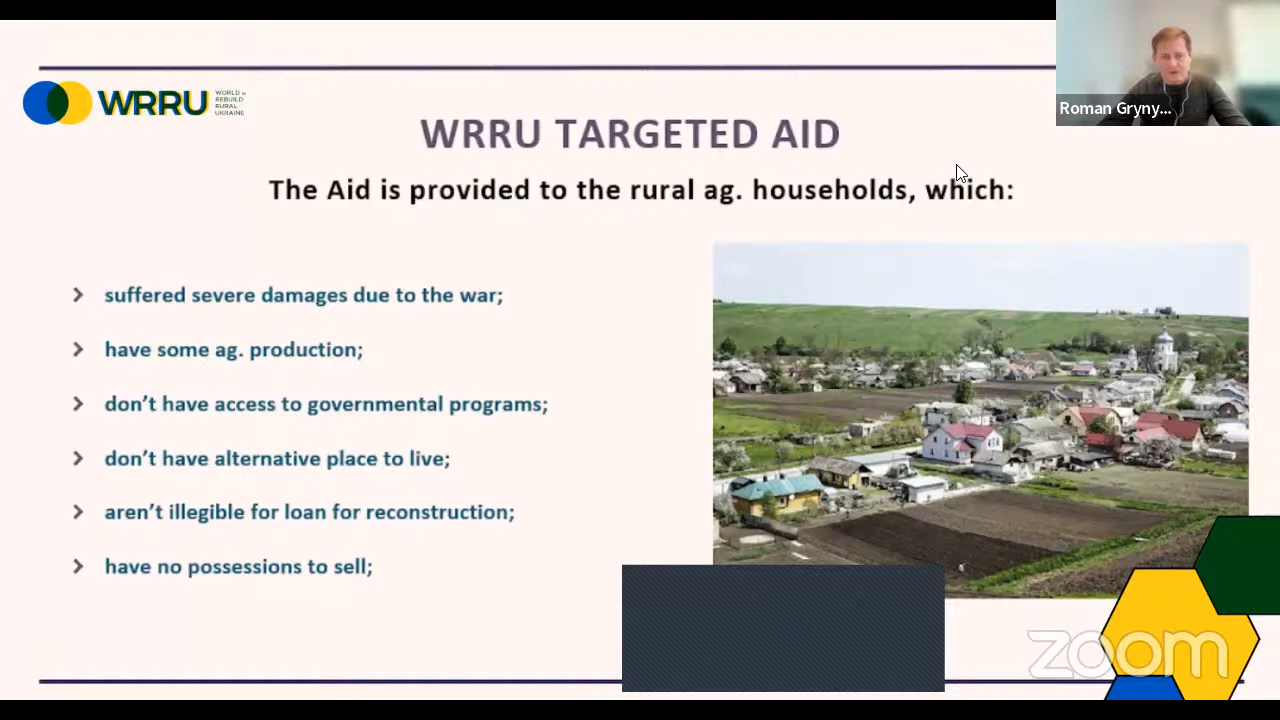 WRRU
WORLD to
REBUILD
RURAL
UKRAINE
Roman Gryny...
WRRU TARGETED AID
The Aid is provided to the rural ag. households, which:
suffered severe damages due to the war;
have some ag. production;
don’t have access to governmental programs;
don’t have alternative place to live;
aren’t illegible for loan for reconstruction;
have no possessions to sell;
zoom